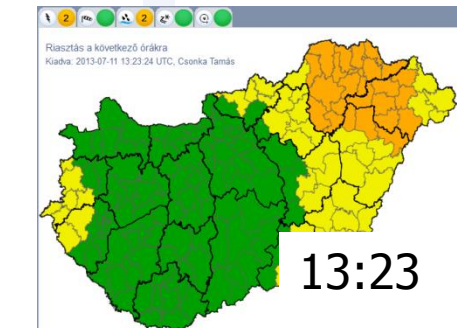 2 2
Riasztás a következő órákra
Kiadva: 2013-07-11 13:23:24 UTC, Csonka Tamás
13:23